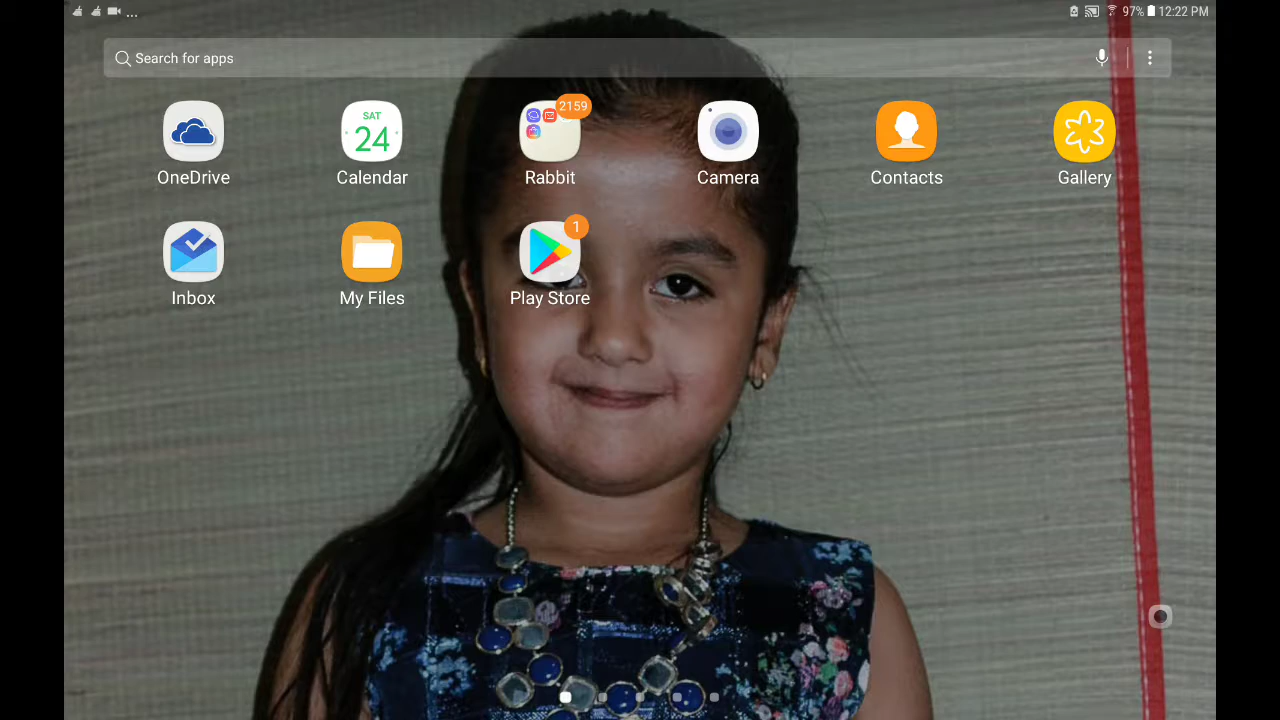 ... 97% 12:22 PM
Search for apps
2159
SAT
24
OneDrive Calendar Rabbit Camera Contacts Gallery
1
Inbox My Files Play Store